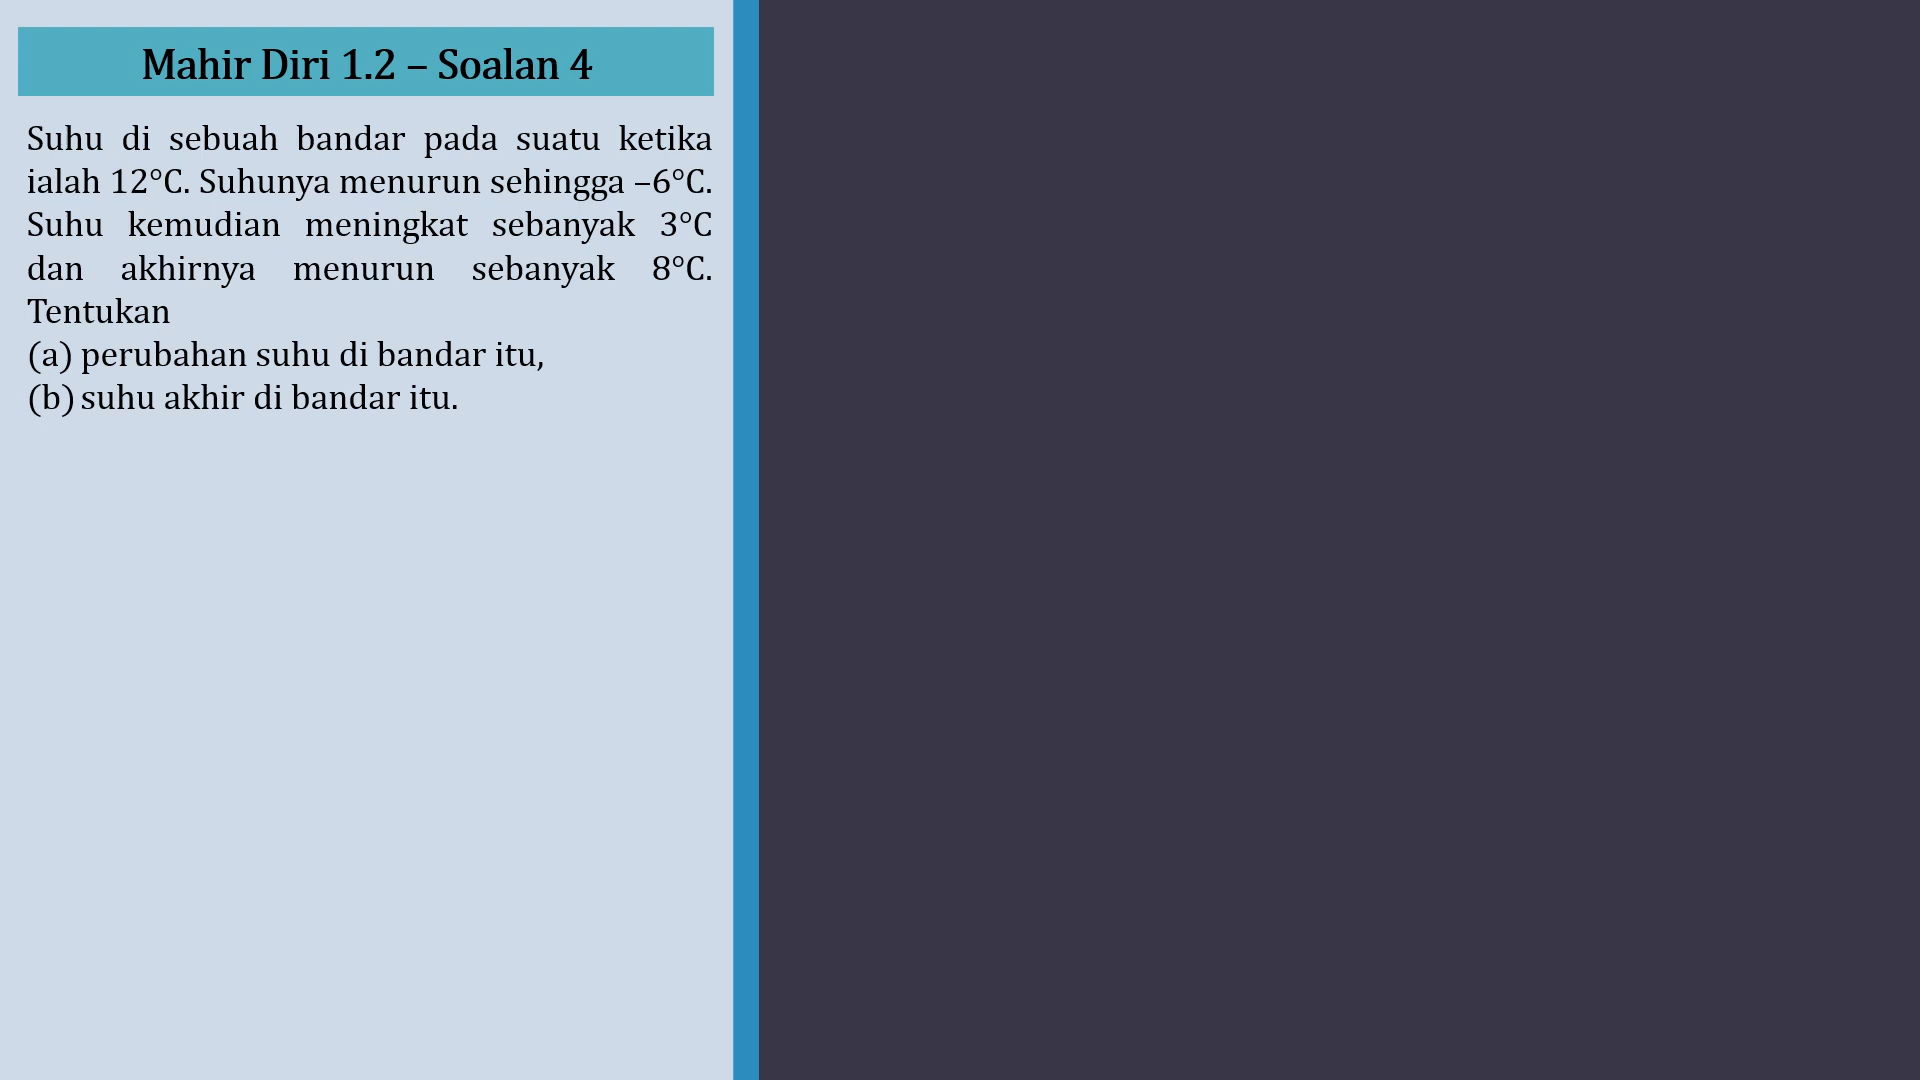 Mahir Diri 1.2 – Soalan 4
Suhu di sebuah bandar pada suatu ketika
ialah 12°C. Suhunya menurun sehingga –6°C.
Suhu kemudian meningkat sebanyak 3°C
dan akhirnya menurun sebanyak 8°C.
Tentukan
(a) perubahan suhu di bandar itu,
(b) suhu akhir di bandar itu.